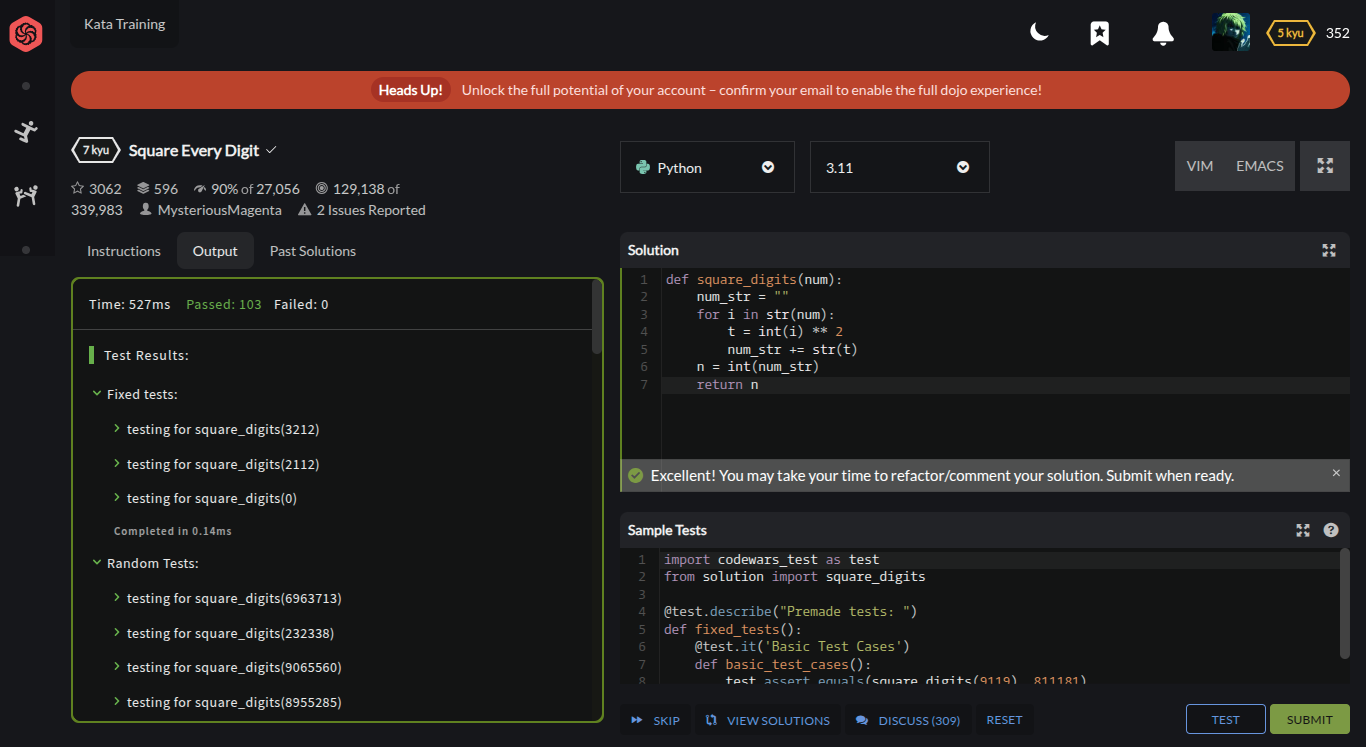 Kata Training
5 kyu 352
Heads Up! Unlock the full potential of your account – confirm your email to enable the full dojo experience!
7 kyu Square Every Digit
3062 596 90% of 27,056 129,138 of
339,983 MysteriousMagenta 2 Issues Reported
Python 3.11 VIM EMACS
Instructions Output Past Solutions
Time: 527ms Passed: 103 Failed: 0
Test Results:
Fixed tests:
testing for square_digits(3212)
testing for square_digits(2112)
testing for square_digits(0)
Completed in 0.14ms
Random Tests:
testing for square_digits(6963713)
testing for square_digits(232338)
testing for square_digits(9065560)
testing for square_digits(8955285)
Solution
1 def square_digits(num):
2     num_str = ""
3     for i in str(num):
4         t = int(i) ** 2
5         num_str += str(t)
6     n = int(num_str)
7     return n
Excellent! You may take your time to refactor/comment your solution. Submit when ready. ×
Sample Tests ?
1 import codewars_test as test
2 from solution import square_digits
3
4 @test.describe("Premade tests: ")
5 def fixed_tests():
6     @test.it('Basic Test Cases')
7     def basic_test_cases():
8         test.assert_equals(square_digits(9119), 811181)
SKIP VIEW SOLUTIONS DISCUSS (309) RESET TEST SUBMIT